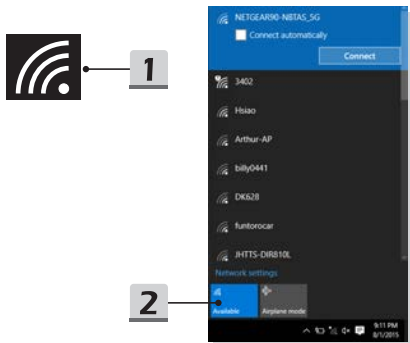 NETGEAR90-NBTAS_5G
Connect automatically
Connect
1
3402
Hsiao
Arthur-AP
billy0441
DK628
funtorocar
JHTTS-DIR810L
Network settings
2
Available
Airplane mode
9:11 PM
8/1/2015